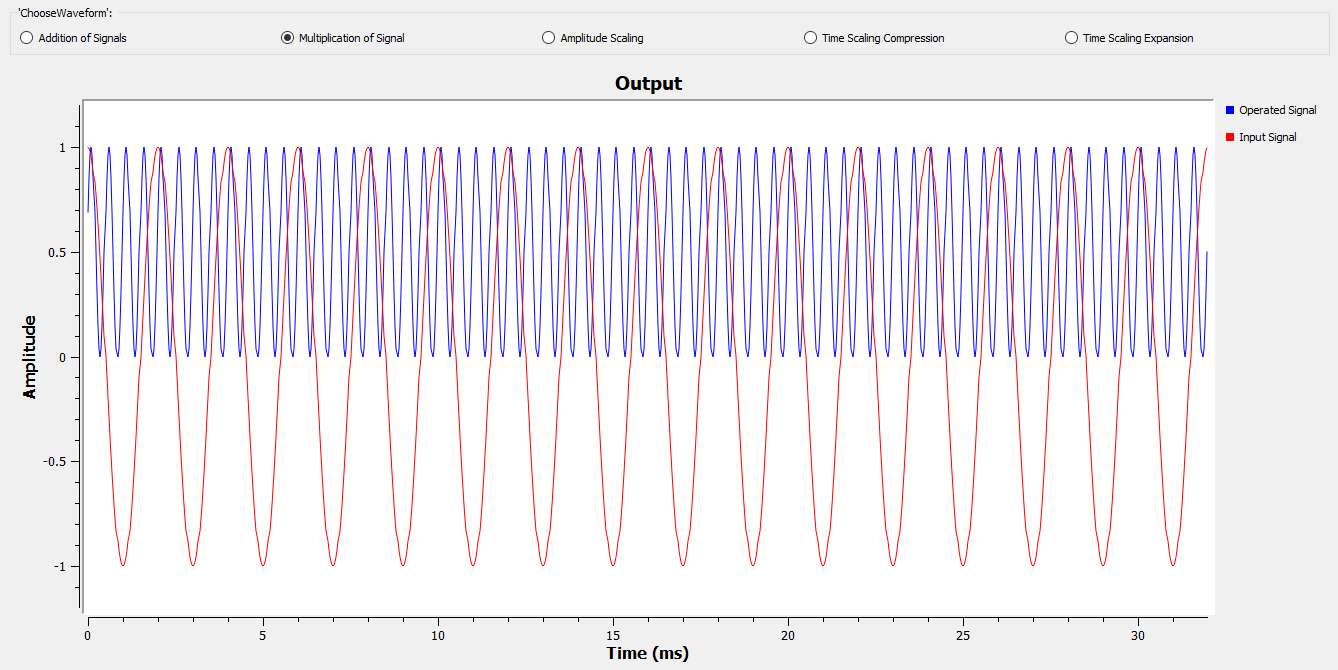 'ChooseWaveform':
Addition of Signals
Multiplication of Signal
Amplitude Scaling
Time Scaling Compression
Time Scaling Expansion
Output
Operated Signal
Input Signal
Amplitude
1
0.5
0
-0.5
-1
0 5 10 15 20 25 30
Time (ms)